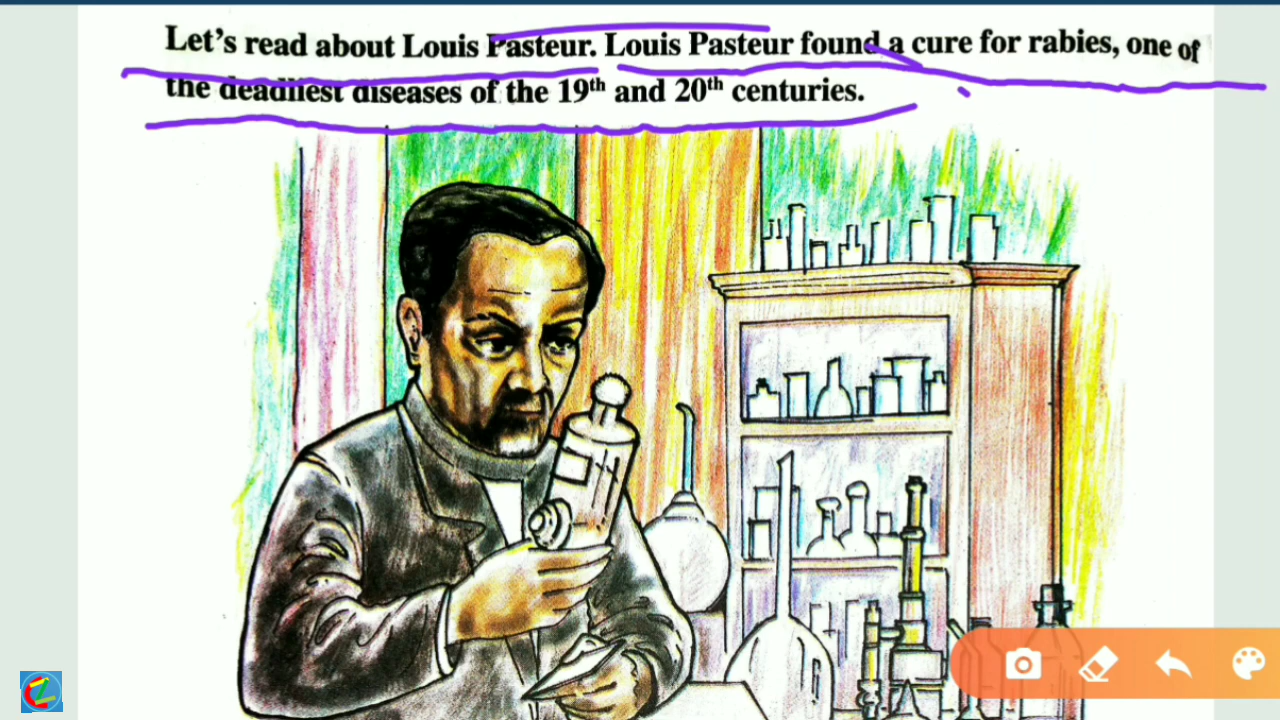 Let's read about Louis Pasteur. Louis Pasteur found a cure for rabies, one of
the deadliest diseases of the 19th and 20th centuries.